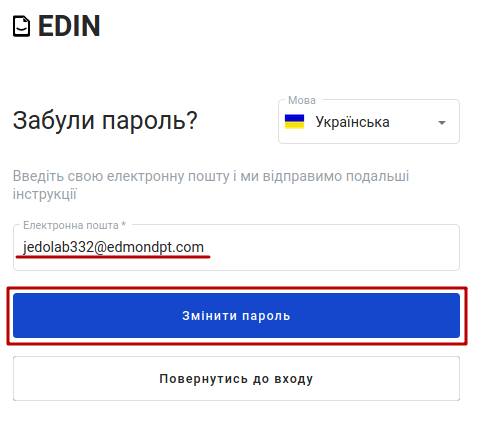 EDIN
Забули пароль?
Мова
Українська
Введіть свою електронну пошту і ми відправимо подальші
інструкції
Електронна пошта *
jedolab332@edmondpt.com
Змінити пароль
Повернутись до входу